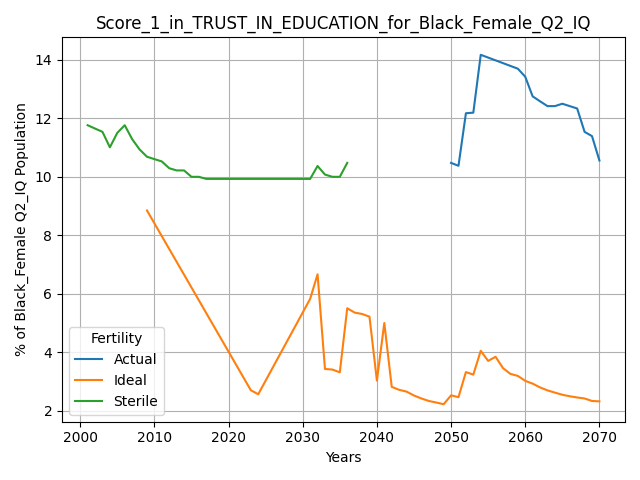 Score_1_in_TRUST_IN_EDUCATION_for_Black_Female_Q2_IQ
% of Black_Female Q2_IQ Population
14
12
10
8
6
4
2
Fertility
Actual
Ideal
Sterile
2000
2010
2020
2030
2040
2050
2060
2070
Years